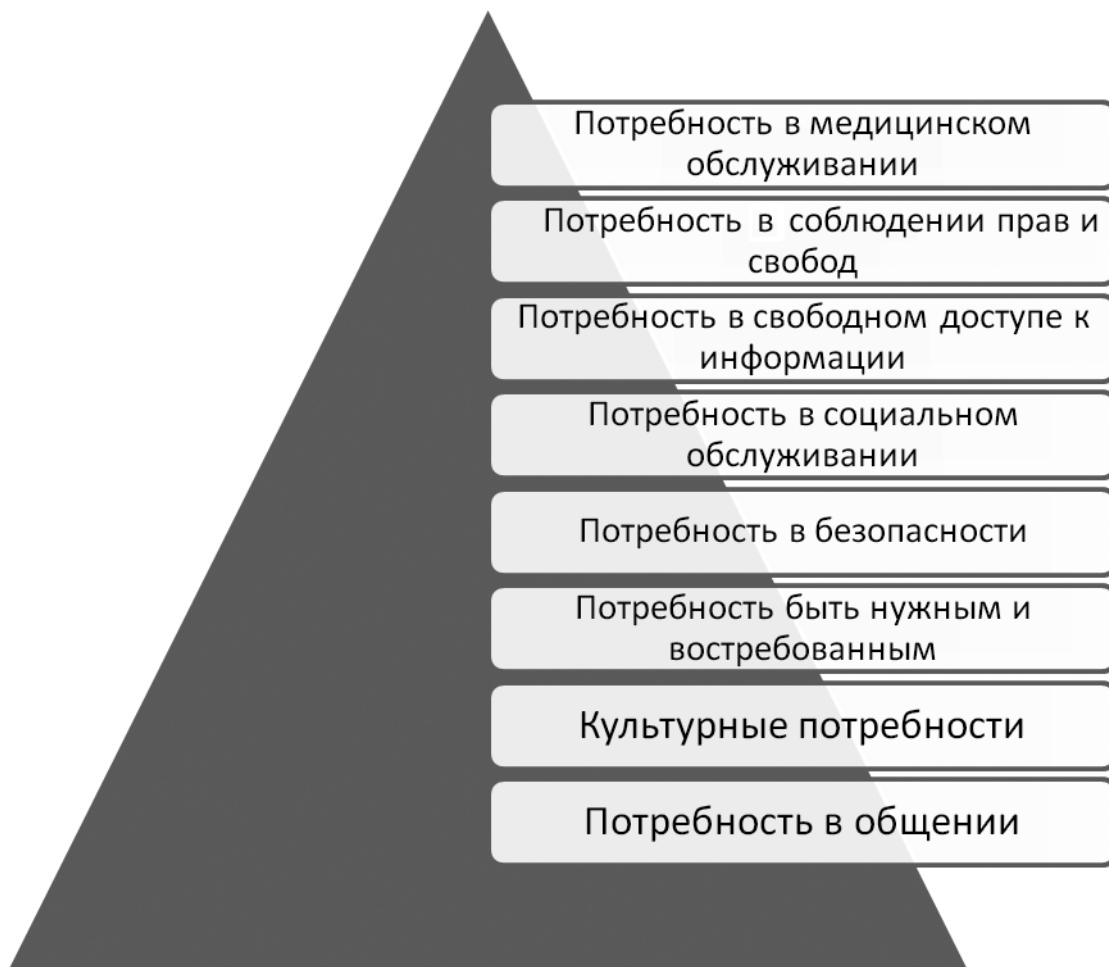 Потребность в медицинском
обслуживании
Потребность в соблюдении прав и
свобод
Потребность в свободном доступе к
информации
Потребность в социальном
обслуживании
Потребность в безопасности
Потребность быть нужным и
востребованным
Культурные потребности
Потребность в общении